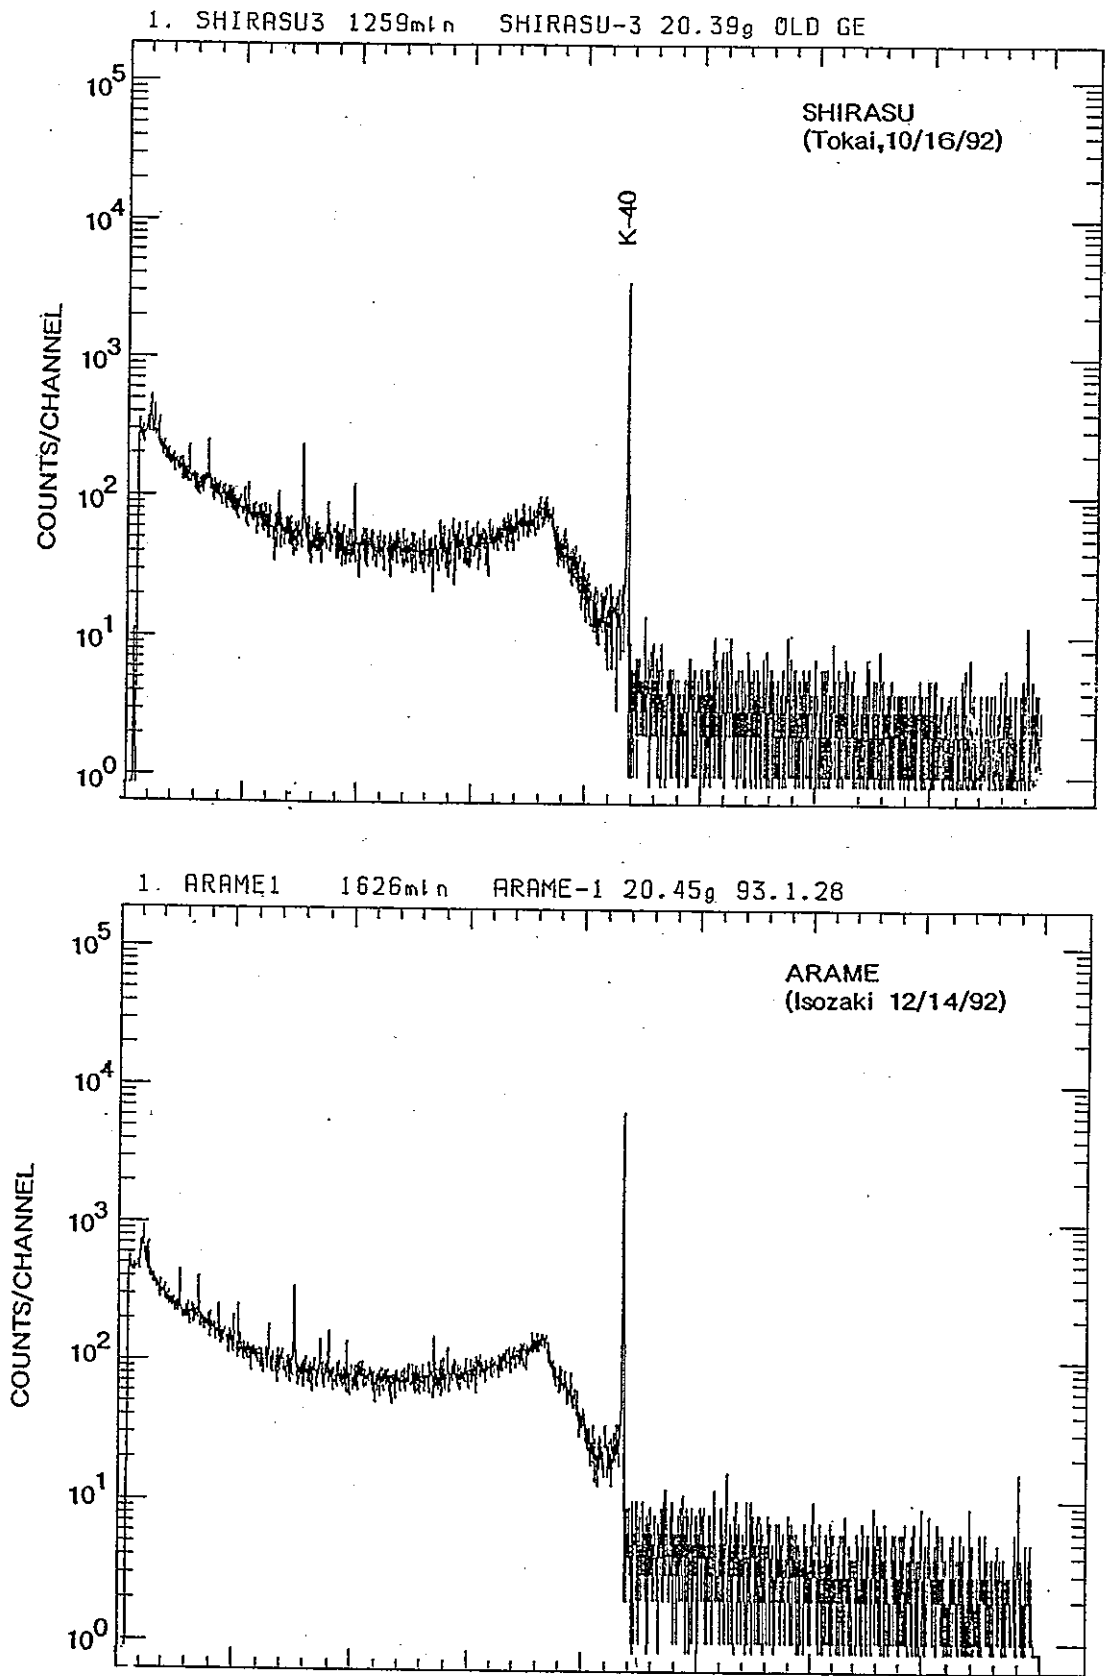 1. SHIRASU3 1259min SHIRASU-3 20.39g OLD GE
10^5
SHIRASU
(Tokai,10/16/92)
10^4
K-40
10^3
COUNTS/CHANNEL
10^2
10^1
10^0
1. ARAME1 1626min ARAME-1 20.45g 93.1.28
10^5
ARAME
(Isozaki 12/14/92)
10^4
10^3
COUNTS/CHANNEL
10^2
10^1
10^0